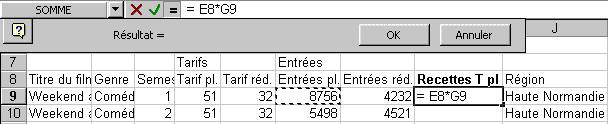 SOMME = = E8*G9
Résultat = OK Annuler J
7 Tarifs Entrées
8 Titre du film Genre Semes Tarif pl. Tarif réd. Entrées pl. Entrées réd. Recettes T pl Région
9 Weekend à Coméd 1 51 32 8756 4232 = E8*G9 Haute Normandie
10 Weekend à Coméd 2 51 32 5498 4521 Haute Normandie